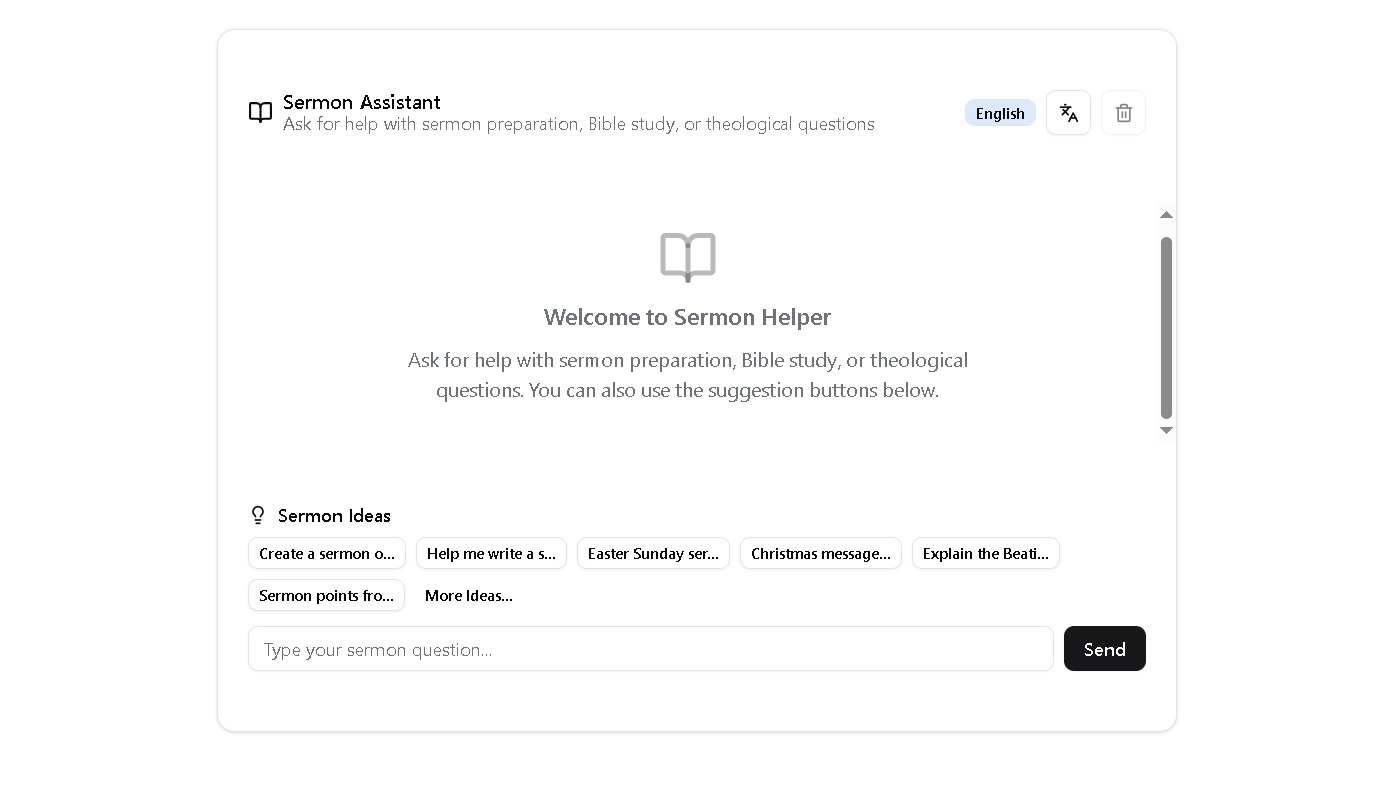 Sermon Assistant
Ask for help with sermon preparation, Bible study, or theological questions
English
Welcome to Sermon Helper
Ask for help with sermon preparation, Bible study, or theological
questions. You can also use the suggestion buttons below.
Sermon Ideas
Create a sermon o...
Help me write a s...
Easter Sunday ser...
Christmas message...
Explain the Beati...
Sermon points fro...
More Ideas...
Type your sermon question...
Send